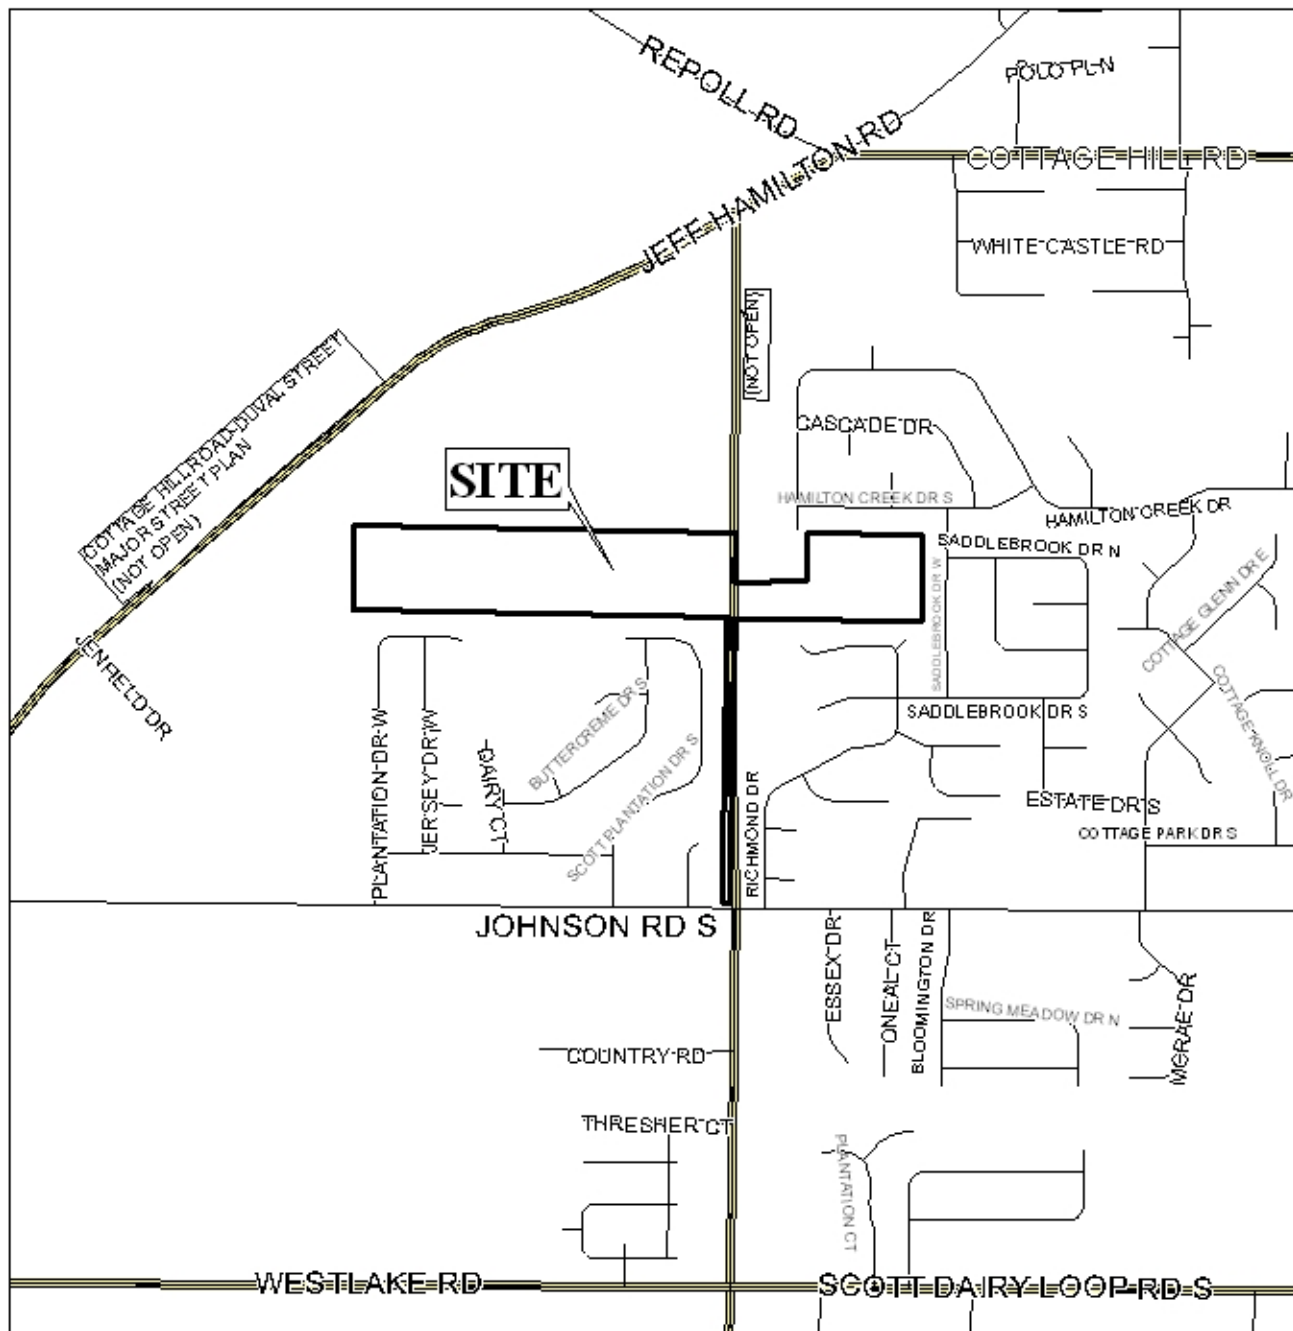 REPOLL RD
POLO PL N
JEFF HAMILTON RD
COTTAGE HILL RD
WHITE CASTLE RD
(NOT OPEN)
COTTAGE HILL ROAD-DUVAL STREET
MAJOR STREET PLAN
(NOT OPEN)
CASCADE DR
SITE
HAMILTON CREEK DR S
HAMILTON CREEK DR
SADDLEBROOK DR N
SADDLEBROOK DR W
COTTAGE GLENN DR E
JENFIELD DR
COTTAGE KNOLL DR
PLANTATION DR W
JERSEY DR W
DAIRY CT
BUTTERCREME DR S
SCOTT PLANTATION DR S
SADDLEBROOK DR S
RICHMOND DR
ESTATE DR S
COTTAGE PARK DR S
JOHNSON RD S
ESSEX DR
ONEAL CT
BLOOMINGTON DR
SPRING MEADOW DR N
MCRAE DR
COUNTRY RD
THRESHER CT
PLANTATION CT
WESTLAKE RD
SCOTT DAIRY LOOP RD S